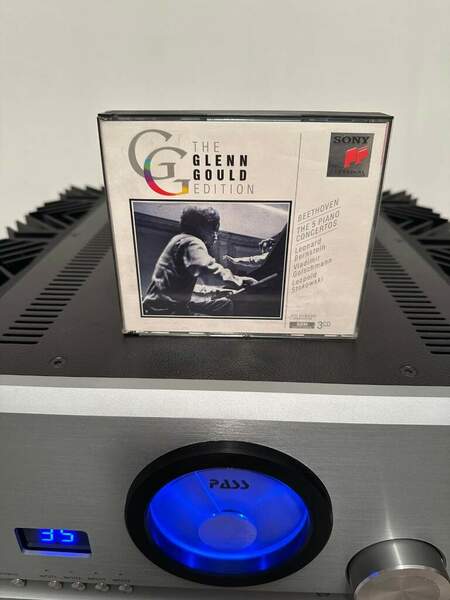 GG
THE
GLENN
GOULD
EDITION
SONY
CLASSICAL
BEETHOVEN
THE 5 PIANO
CONCERTOS
Leonard
Bernstein
Vladimir
Golschmann
Leopold
Stokowski
3CD
PASS
35